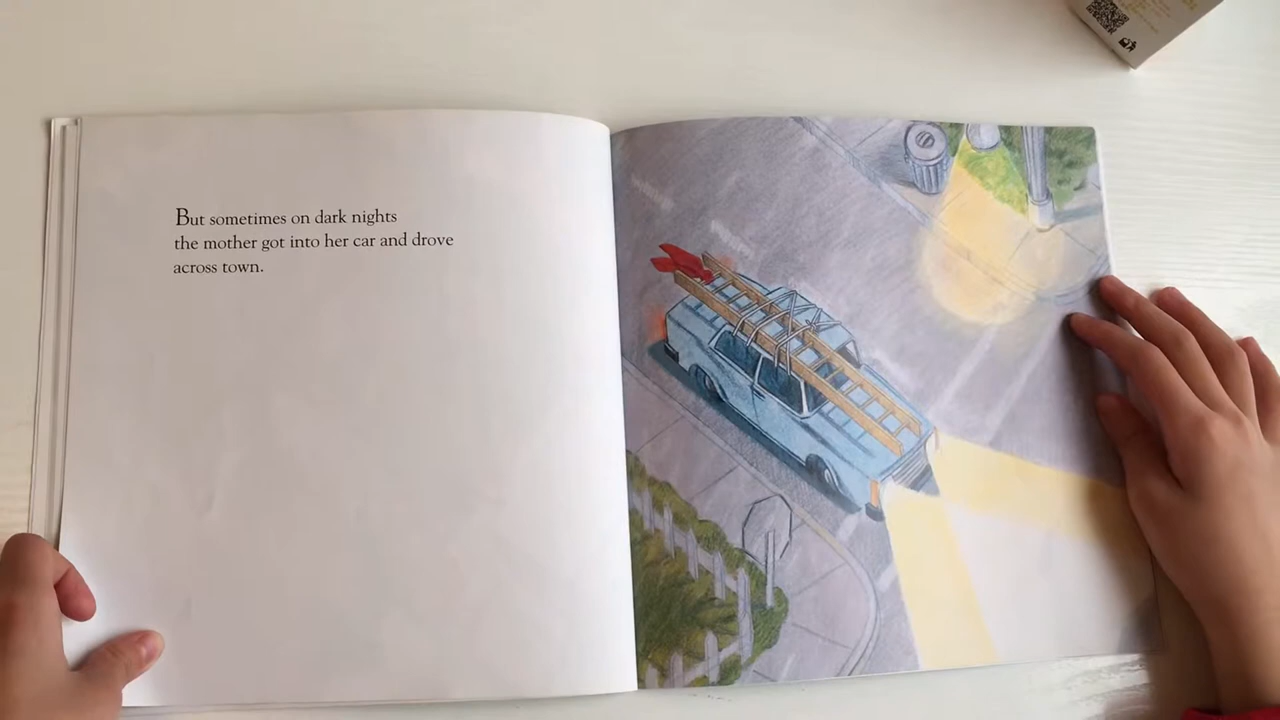 But sometimes on dark nights
the mother got into her car and drove
across town.